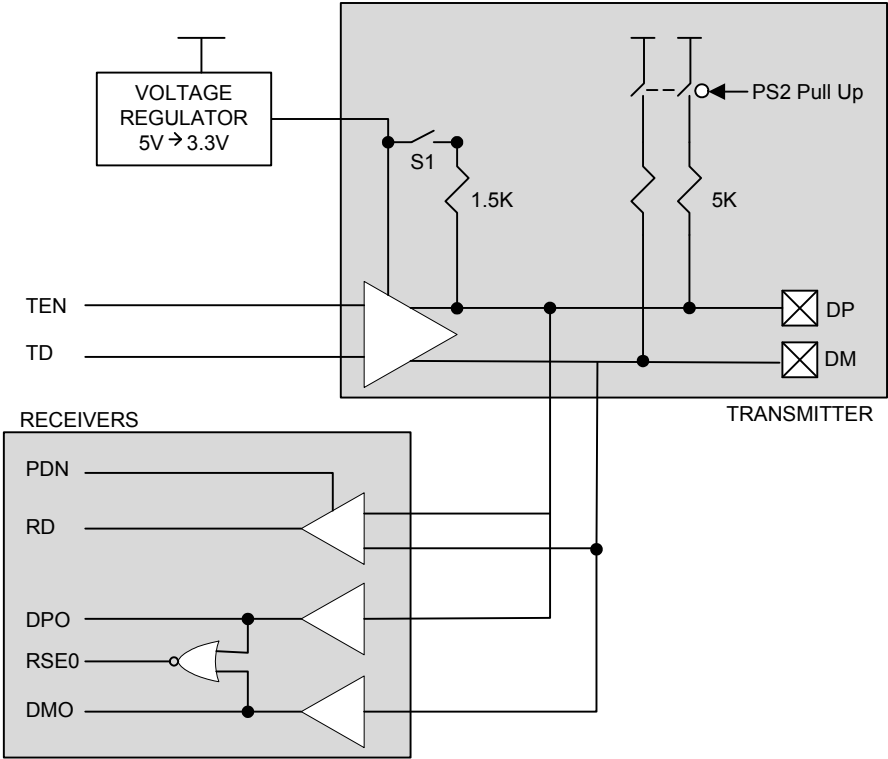 VOLTAGE
REGULATOR
5V → 3.3V
S1
1.5K
PS2 Pull Up
5K
TEN
TD
DP
DM
TRANSMITTER
RECEIVERS
PDN
RD
DPO
RSE0
DMO